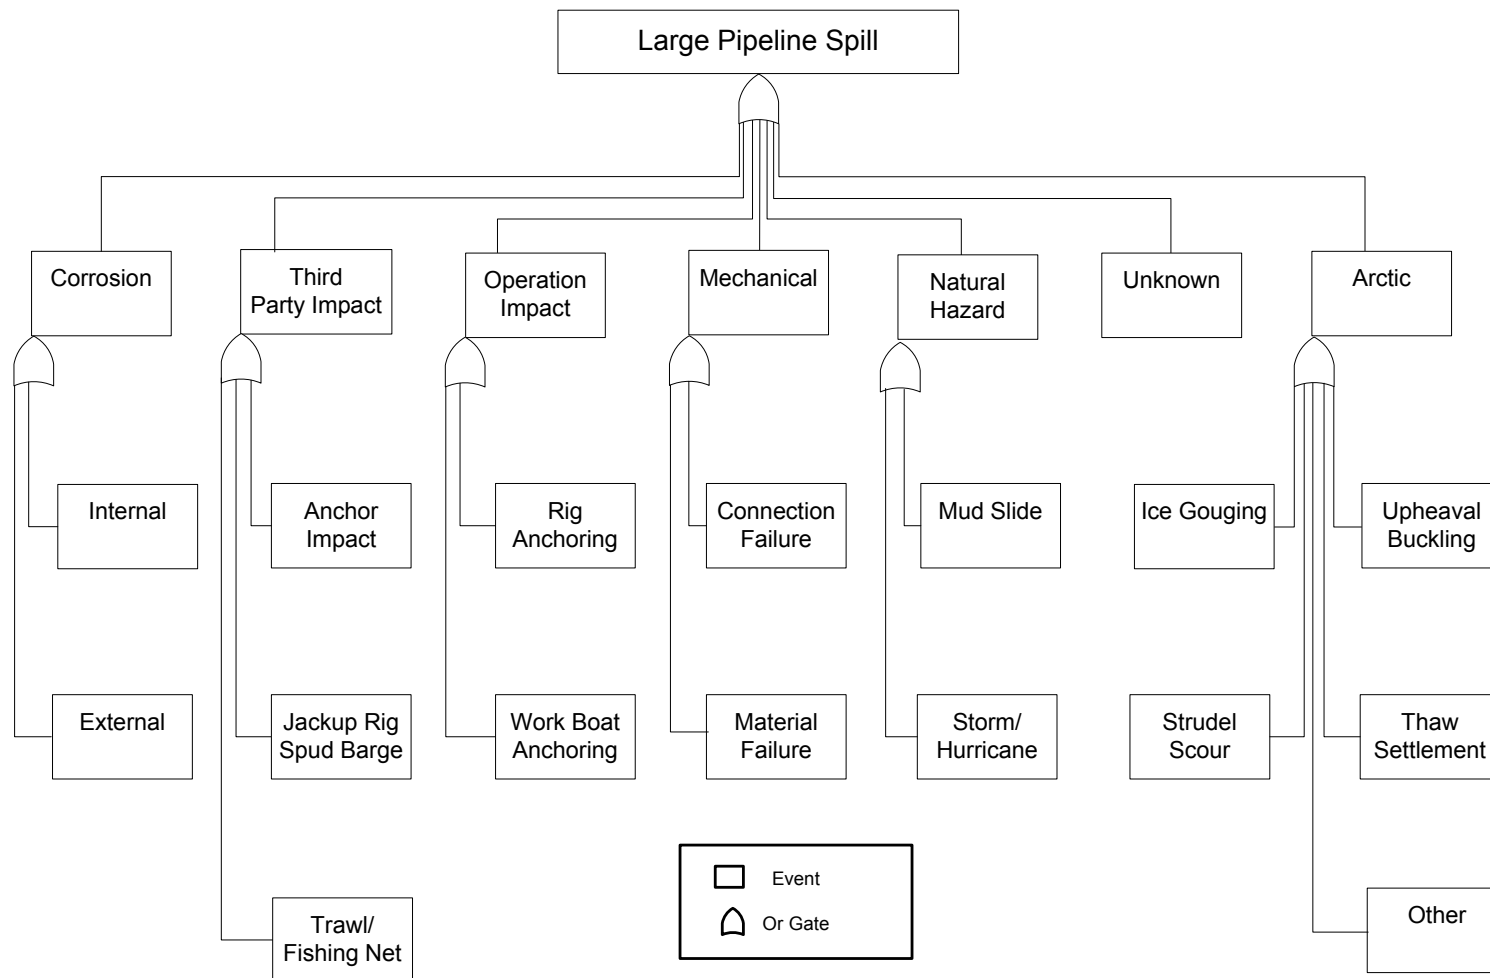 Large Pipeline Spill
Corrosion
Third
Party Impact
Operation
Impact
Mechanical
Natural
Hazard
Unknown
Arctic
Internal
Anchor
Impact
Rig
Anchoring
Connection
Failure
Mud Slide
Ice Gouging
Upheaval
Buckling
External
Jackup Rig
Spud Barge
Work Boat
Anchoring
Material
Failure
Storm/
Hurricane
Strudel
Scour
Thaw
Settlement
Trawl/
Fishing Net
Event
Or Gate
Other